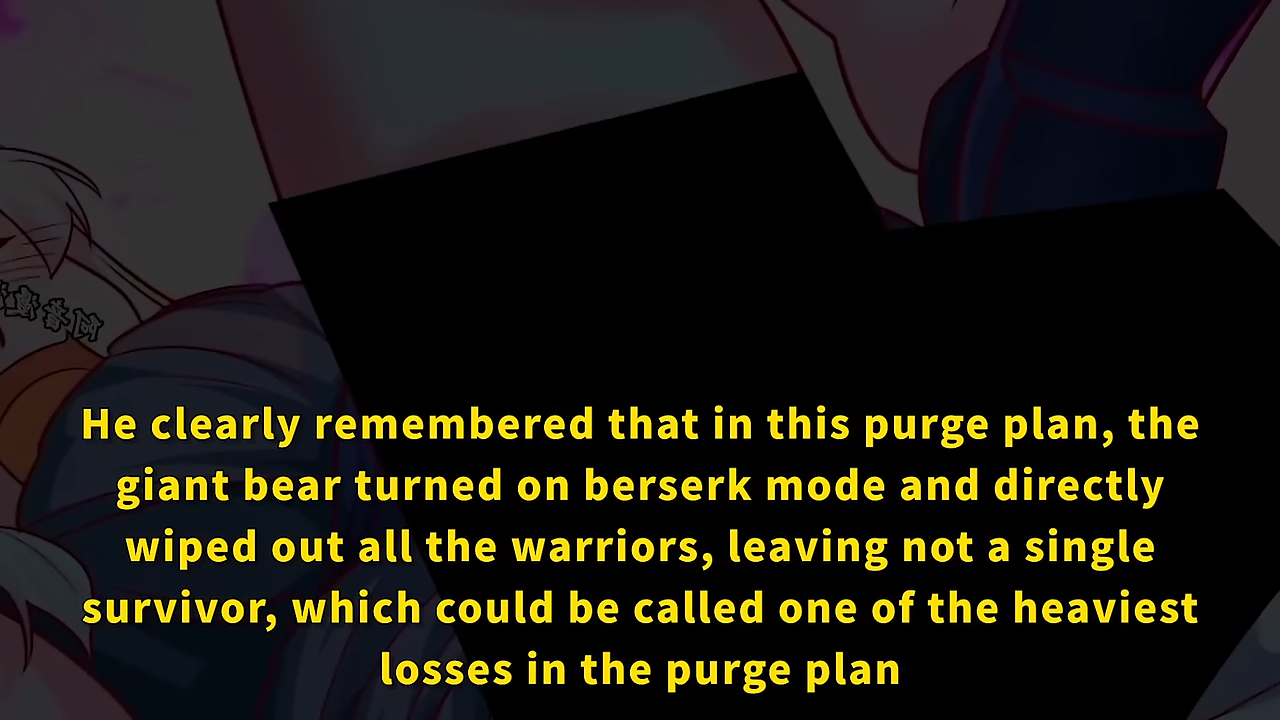 He clearly remembered that in this purge plan, the
giant bear turned on berserk mode and directly
wiped out all the warriors, leaving not a single
survivor, which could be called one of the heaviest
losses in the purge plan